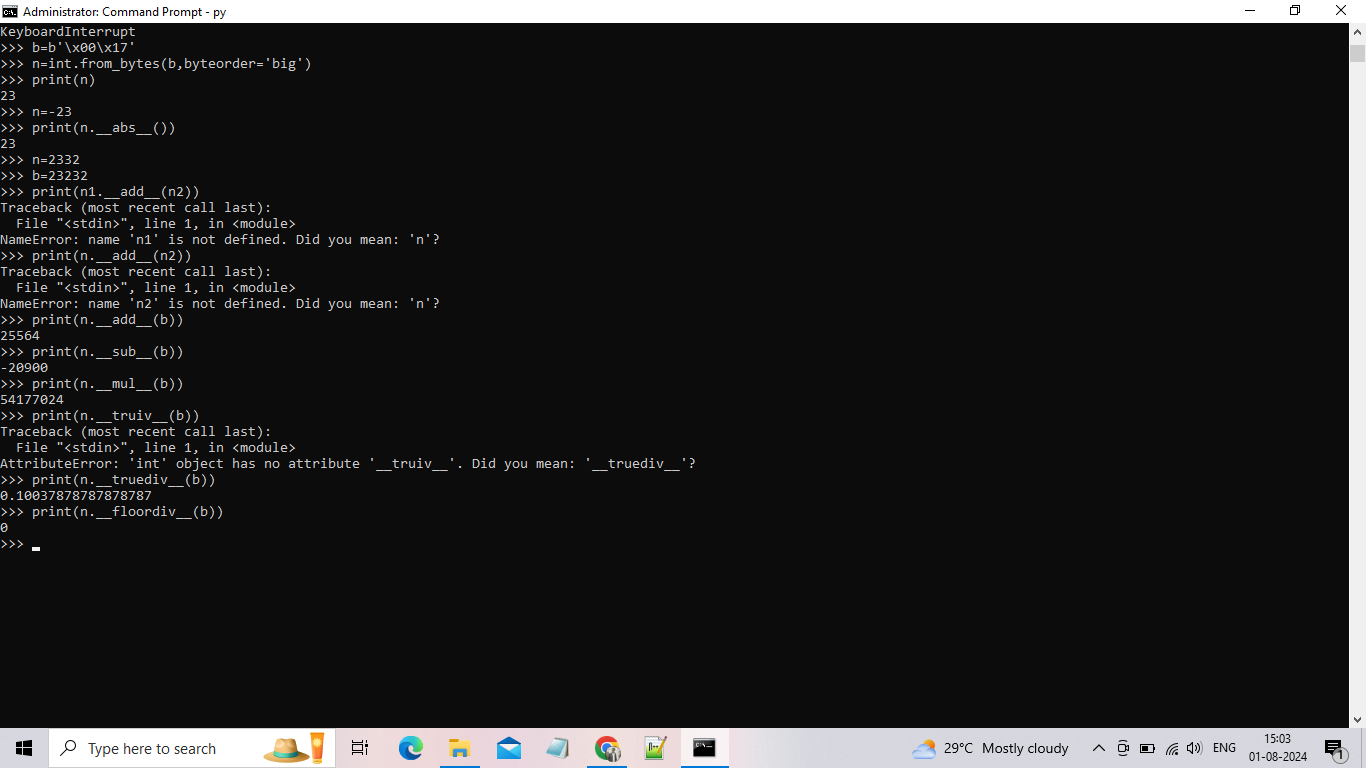 Administrator: Command Prompt - py
KeyboardInterrupt
>>> b=b'\x00\x17'
>>> n=int.from_bytes(b,byteorder='big')
>>> print(n)
23
>>> n=-23
>>> print(n.__abs__())
23
>>> n=2332
>>> b=23232
>>> print(n1.__add__(n2))
Traceback (most recent call last):
  File "<stdin>", line 1, in <module>
NameError: name 'n1' is not defined. Did you mean: 'n'?
>>> print(n.__add__(n2))
Traceback (most recent call last):
  File "<stdin>", line 1, in <module>
NameError: name 'n2' is not defined. Did you mean: 'n'?
>>> print(n.__add__(b))
25564
>>> print(n.__sub__(b))
-20900
>>> print(n.__mul__(b))
54177024
>>> print(n.__truiv__(b))
Traceback (most recent call last):
  File "<stdin>", line 1, in <module>
AttributeError: 'int' object has no attribute '__truiv__'. Did you mean: '__truediv__'?
>>> print(n.__truediv__(b))
0.10037878787878787
>>> print(n.__floordiv__(b))
0
>>>
Type here to search
29°C Mostly cloudy
ENG
15:03
01-08-2024
1